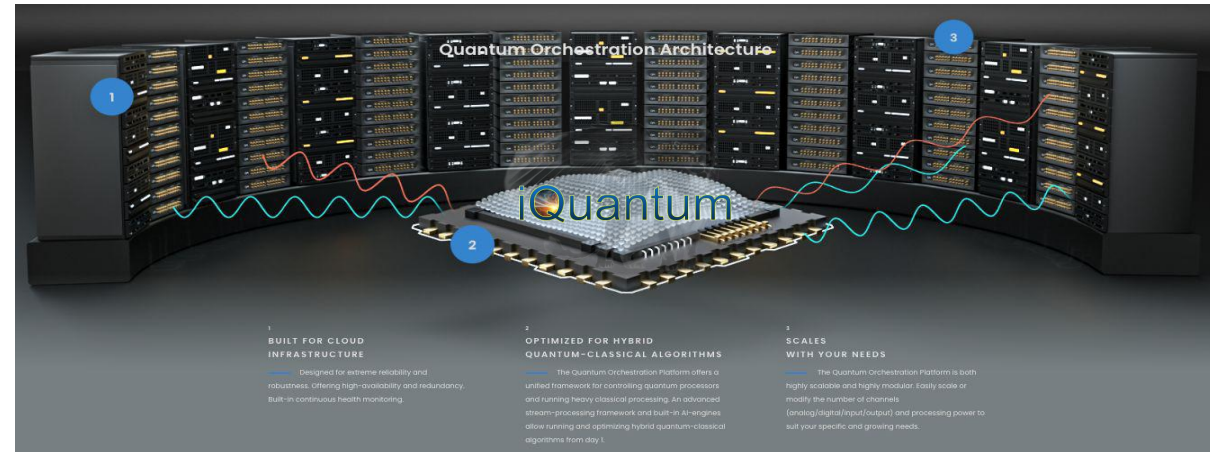 Quantum Orchestration Architecture
1
3
iQuantum
2
1
BUILT FOR CLOUD
INFRASTRUCTURE
Designed for extreme reliability and
robustness. Offering high-availability and redundancy.
Built-in continuous health monitoring.
2
OPTIMIZED FOR HYBRID
QUANTUM-CLASSICAL ALGORITHMS
The Quantum Orchestration Platform offers a
unified framework for controlling quantum processors
and running heavy classical processing. An advanced
stream-processing framework and built-in AI-engines
allow running and optimizing hybrid quantum-classical
algorithms from day 1.
3
SCALES
WITH YOUR NEEDS
The Quantum Orchestration Platform is both
highly scalable and highly modular. Easily scale or
modify the number of channels
(analog/digital/input/output) and processing power to
suit your specific and growing needs.